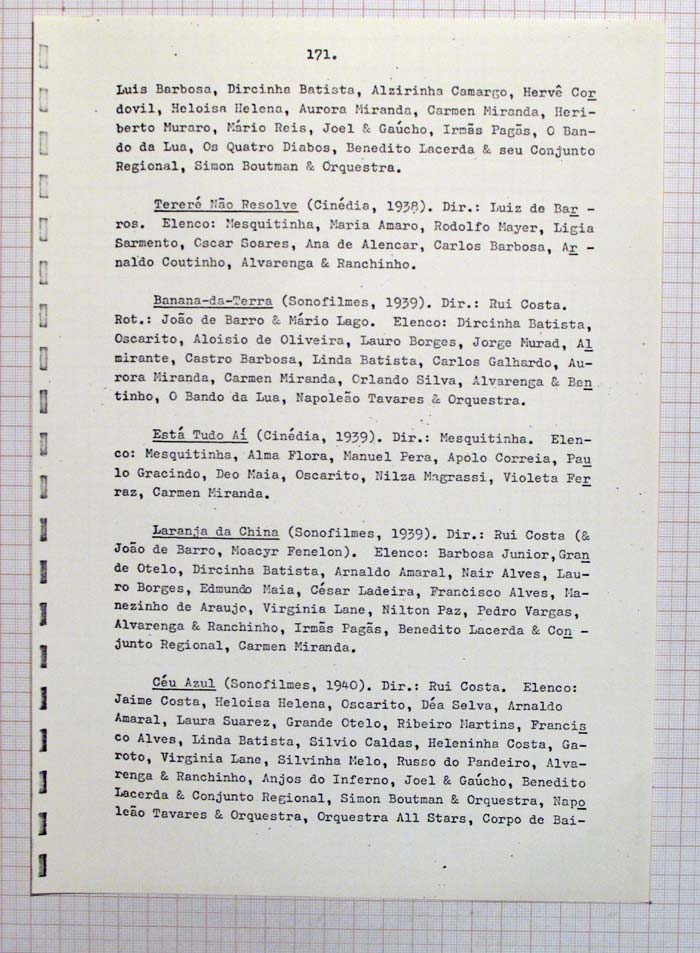 171.
Luis Barbosa, Dircinha Batista, Alzirinha Camargo, Hervê Cor
dovil, Heloisa Helena, Aurora Miranda, Carmen Miranda, Heri-
berto Muraro, Mário Reis, Joel & Gaúcho, Irmãs Pagãs, O Ban-
do da Lua, Os Quatro Diabos, Benedito Lacerda & seu Conjunto
Regional, Simon Boutman & Orquestra.
Tereré Não Resolve (Cinédia, 1938). Dir.: Luiz de Bar -
ros. Elenco: Mesquitinha, Maria Amaro, Rodolfo Mayer, Ligia
Sarmento, Oscar Soares, Ana de Alencar, Carlos Barbosa, Ar -
naldo Coutinho, Alvarenga & Ranchinho.
Banana-da-Terra (Sonofilmes, 1939). Dir.: Rui Costa.
Rot.: João de Barro & Mário Lago. Elenco: Dircinha Batista,
Oscarito, Aloisio de Oliveira, Lauro Borges, Jorge Murad, Al
mirante, Castro Barbosa, Linda Batista, Carlos Galhardo, Au-
rora Miranda, Carmen Miranda, Orlando Silva, Alvarenga & Ben
tinho, O Bando da Lua, Napoleão Tavares & Orquestra.
Está Tudo Aí (Cinédia, 1939). Dir.: Mesquitinha. Elen-
co: Mesquitinha, Alma Flora, Manuel Pera, Apolo Correia, Pau
lo Gracindo, Deo Maia, Oscarito, Nilza Magrassi, Violeta Fer
raz, Carmen Miranda.
Laranja da China (Sonofilmes, 1939). Dir.: Rui Costa (&
João de Barro, Moacyr Fenelon). Elenco: Barbosa Junior, Gran
de Otelo, Dircinha Batista, Arnaldo Amaral, Nair Alves, Lau-
ro Borges, Edmundo Maia, César Ladeira, Francisco Alves, Ma-
nezinho de Araujo, Virginia Lane, Nilton Paz, Pedro Vargas,
Alvarenga & Ranchinho, Irmãs Pagãs, Benedito Lacerda & Con -
junto Regional, Carmen Miranda.
Céu Azul (Sonofilmes, 1940). Dir.: Rui Costa. Elenco:
Jaime Costa, Heloisa Helena, Oscarito, Déa Selva, Arnaldo
Amaral, Laura Suarez, Grande Otelo, Ribeiro Martins, Francis
co Alves, Linda Batista, Silvio Caldas, Heleninha Costa, Ga-
roto, Virginia Lane, Silvinha Melo, Russo do Pandeiro, Alva-
renga & Ranchinho, Anjos do Inferno, Joel & Gaúcho, Benedito
Lacerda & Conjunto Regional, Simon Boutman & Orquestra, Napo
leão Tavares & Orquestra, Orquestra All Stars, Corpo de Bai-